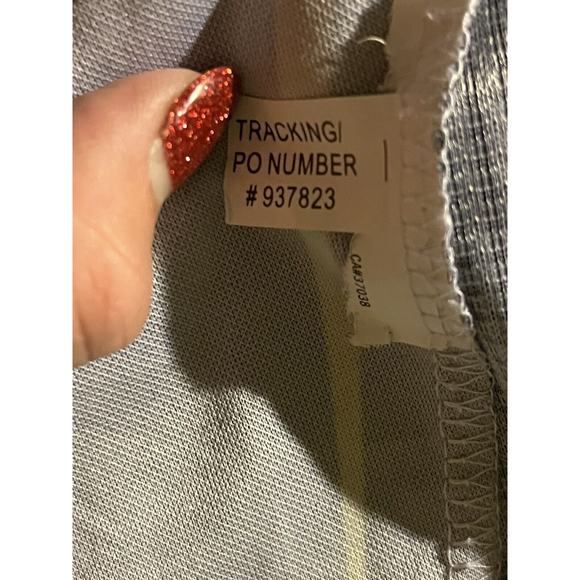 TRACKING/
PO NUMBER
# 937823
CA#37038